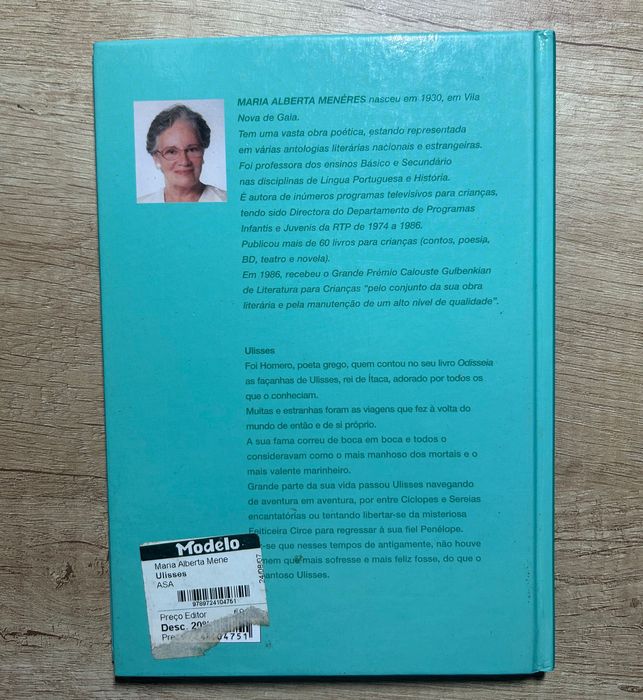 MARIA ALBERTA MENÉRES nasceu em 1930, em Vila
Nova de Gaia.
Tem uma vasta obra poética, estando representada
em várias antologias literárias nacionais e estrangeiras.
Foi professora dos ensinos Básico e Secundário
nas disciplinas de Língua Portuguesa e História.
É autora de inúmeros programas televisivos para crianças,
tendo sido Directora do Departamento de Programas
Infantis e Juvenis da RTP de 1974 a 1986.
Publicou mais de 60 livros para crianças (contos, poesia,
BD, teatro e novela).
Em 1986, recebeu o Grande Prémio Calouste Gulbenkian
de Literatura para Crianças "pelo conjunto da sua obra
literária e pela manutenção de um alto nível de qualidade".
Ulisses
Foi Homero, poeta grego, quem contou no seu livro Odisseia
as façanhas de Ulisses, rei de Ítaca, adorado por todos os
que o conheciam.
Muitas e estranhas foram as viagens que fez à volta do
mundo de então e de si próprio.
A sua fama correu de boca em boca e todos o
consideravam como o mais manhoso dos mortais e o
mais valente marinheiro.
Grande parte da sua vida passou Ulisses navegando
de aventura em aventura, por entre Ciclopes e Sereias
encantatórias ou tentando libertar-se da misteriosa
Feiticeira Circe para regressar à sua fiel Penélope.
-se que nesses tempos de antigamente, não houve
mem que mais sofresse e mais feliz fosse, do que o
antoso Ulisses.
Modelo
Maria Alberta Mene
Ulisses
ASA
24/08/07
9789724104751
Preço Editor
Desc. 20%
Pre
04751